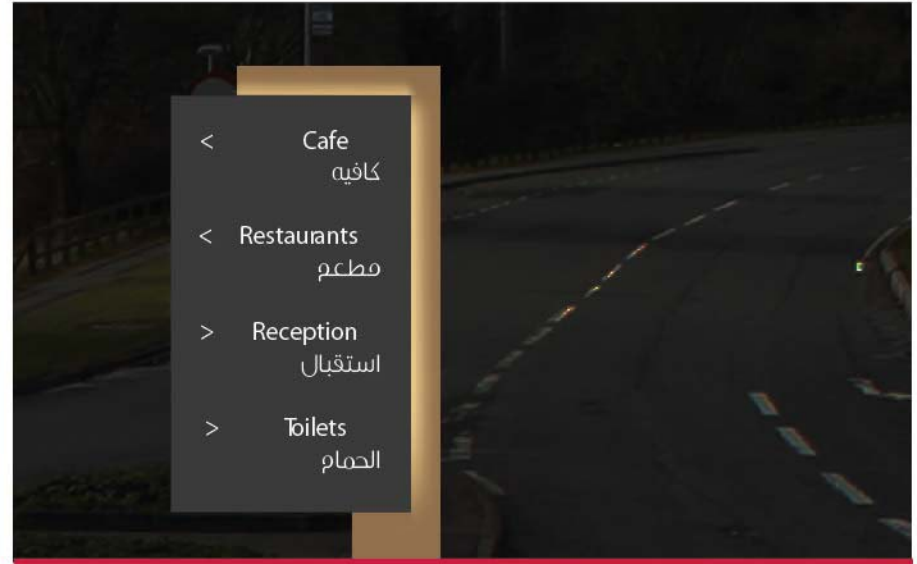 < Cafe
كافيه
< Restaurants
مطعم
> Reception
استقبال
> Toilets
الحمام